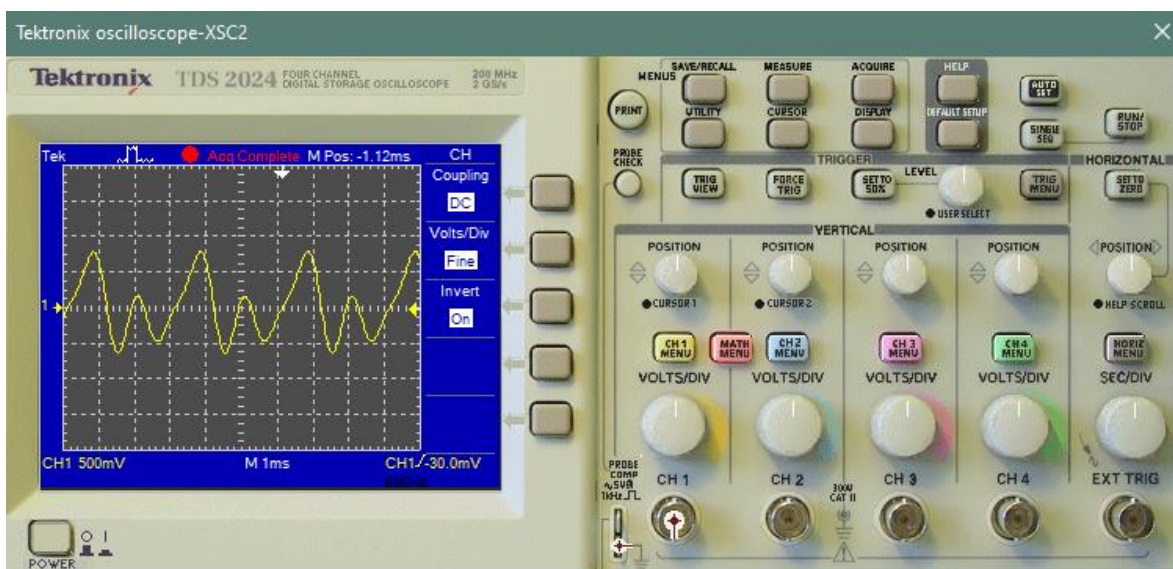 Tektronix oscilloscope-XSC2
Tektronix TDS 2024 FOUR CHANNEL DIGITAL STORAGE OSCILLOSCOPE 200 MHz 2 GS/s
Tek Acq Complete M Pos: -1.12ms CH
Coupling
DC
Volts/Div
Fine
Invert
On
1
CH1 500mV M 1ms CH1 -30.0mV
POWER
MENUS
SAVE/RECALL MEASURE ACQUIRE
UTILITY CURSOR DISPLAY
PRINT
HELP
DEFAULT SETUP
AUTO SET
SINGLE SEQ
RUN/ STOP
PROBE CHECK
TRIGGER
TRIG VIEW
FORCE TRIG
SET TO 50%
LEVEL
USER SELECT
TRIG MENU
HORIZONTAL
SET TO ZERO
VERTICAL
POSITION POSITION POSITION POSITION POSITION
CURSOR 1 CURSOR 2 HELP SCROLL
CH 1 MENU
MATH MENU
CH 2 MENU
CH 3 MENU
CH 4 MENU
HORIZ MENU
VOLTS/DIV VOLTS/DIV VOLTS/DIV VOLTS/DIV SEC/DIV
PROBE COMP
~5V@
1kHz
CH 1 CH 2 CH 3 CH 4 EXT TRIG
300V
CAT II